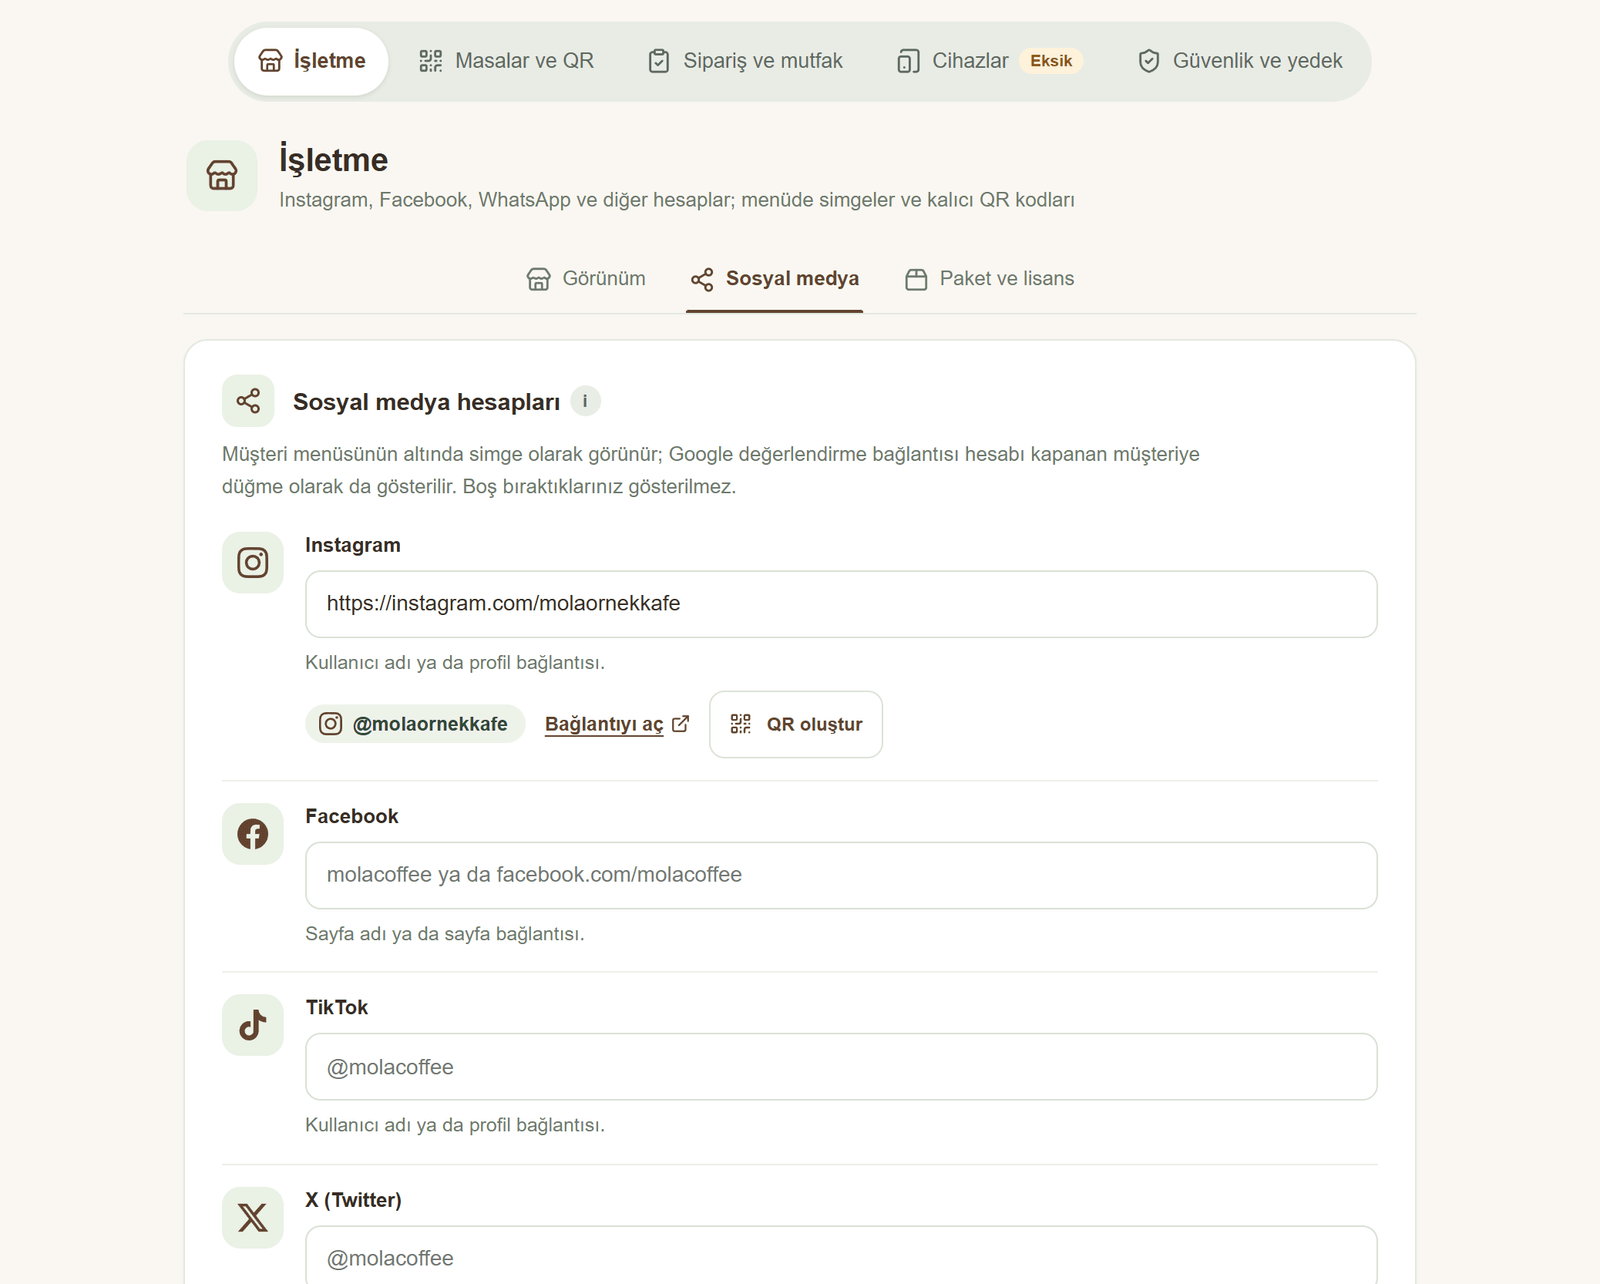 İşletme
Masalar ve QR
Sipariş ve mutfak
Cihazlar
Eksik
Güvenlik ve yedek
İşletme
Instagram, Facebook, WhatsApp ve diğer hesaplar; menüde simgeler ve kalıcı QR kodları
Görünüm
Sosyal medya
Paket ve lisans
Sosyal medya hesapları
i
Müşteri menüsünün altında simge olarak görünür; Google değerlendirme bağlantısı hesabı kapanan müşteriye
düğme olarak da gösterilir. Boş bıraktıklarınız gösterilmez.
Instagram
https://instagram.com/molaornekkafe
Kullanıcı adı ya da profil bağlantısı.
@molaornekkafe
Bağlantıyı aç
QR oluştur
Facebook
molacoffee ya da facebook.com/molacoffee
Sayfa adı ya da sayfa bağlantısı.
TikTok
@molacoffee
Kullanıcı adı ya da profil bağlantısı.
X (Twitter)
@molacoffee